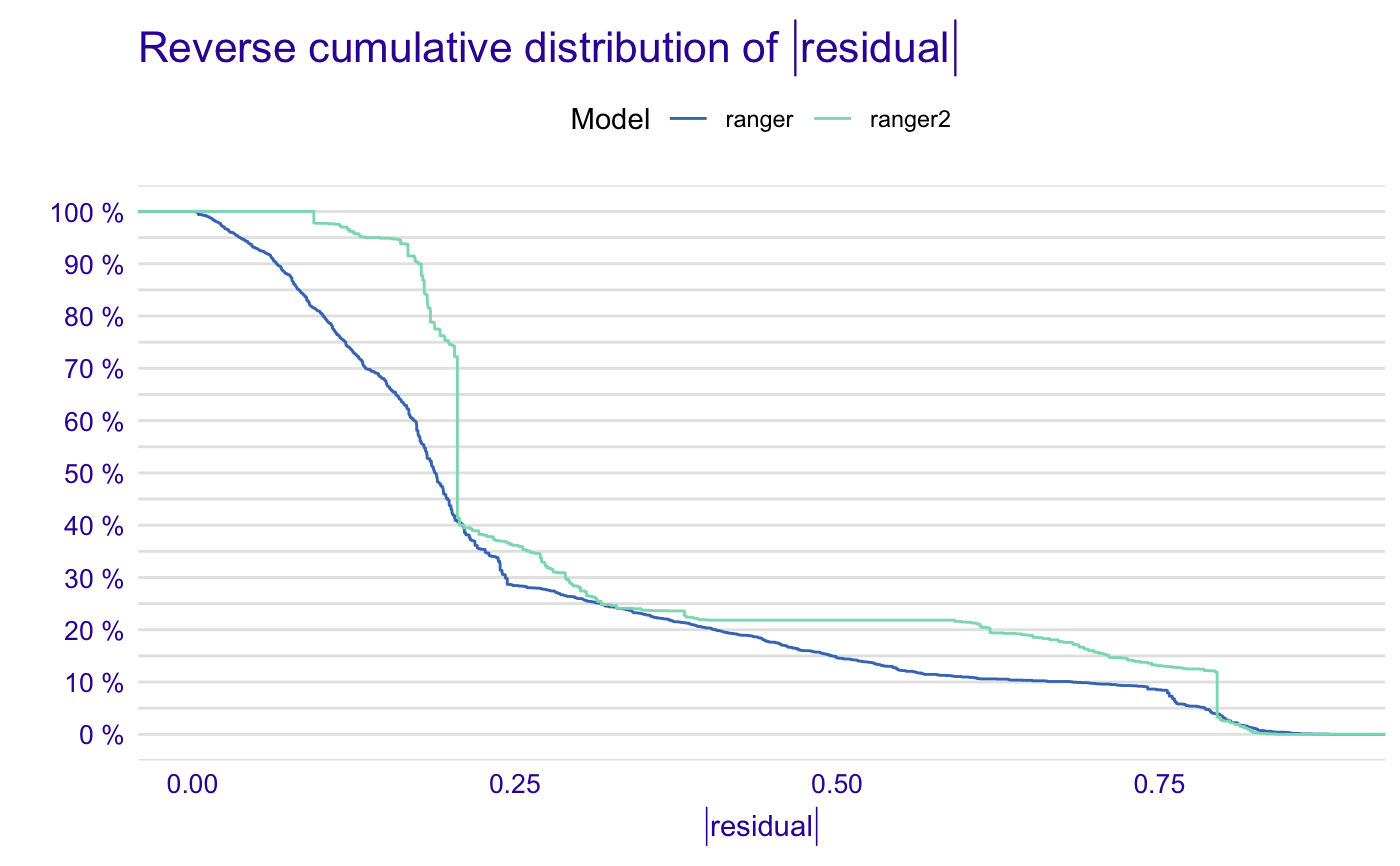 Reverse cumulative distribution of |residual|
Model ranger ranger2
100 %
90 %
80 %
70 %
60 %
50 %
40 %
30 %
20 %
10 %
0 %
0.00 0.25 0.50 0.75
|residual|